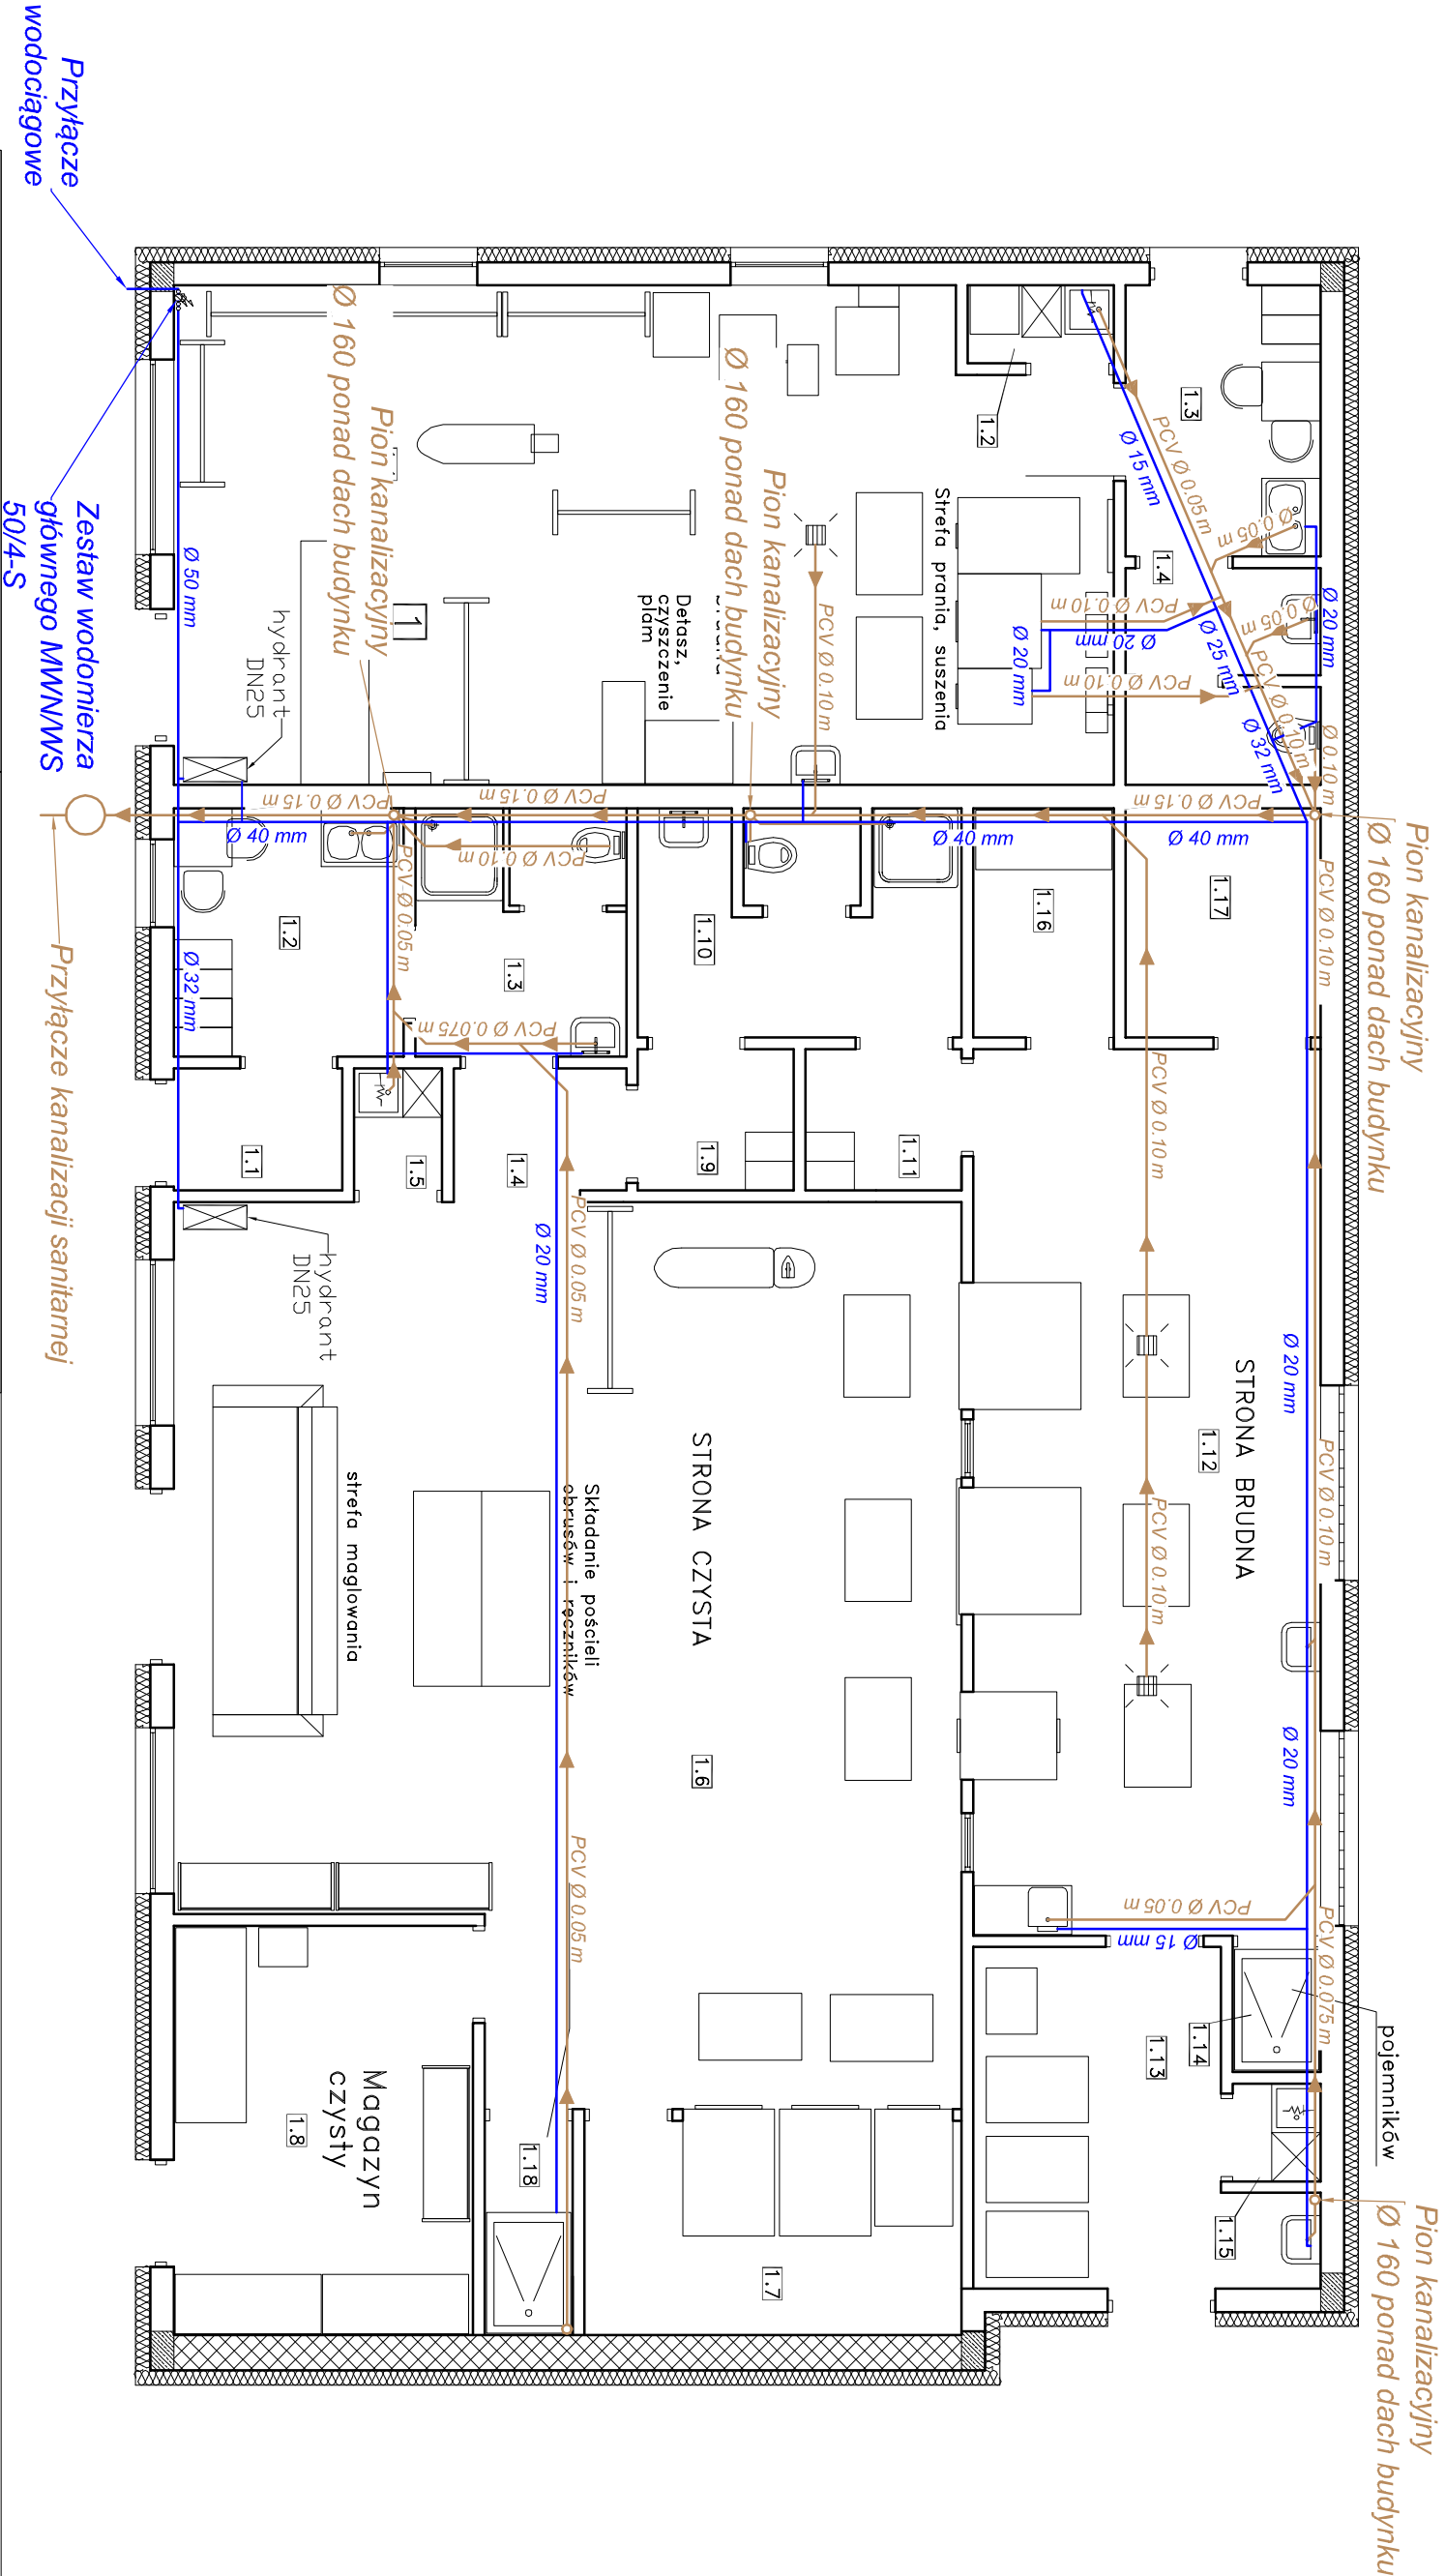 Przyłącze
wodociągowe
Zestaw wodomierza
głównego MWN/WS
50/4-S
Pion kanalizacyjny
Ø 160 ponad dach budynku
Pion kanalizacyjny
Ø 160 ponad dach budynku
Pion kanalizacyjny
Ø 160 ponad dach budynku
Pion kanalizacyjny
Ø 160 ponad dach budynku
Przyłącze kanalizacji sanitarnej
1.3
1.2
1.4
Strefa prania, suszenia
Detasz,
czyszczenie
plam
1
hydrant
DN25
PCV Ø 0.05 m
Ø 15 mm
Ø 0.05 m
Ø 0.05 m
Ø 20 mm
PCV Ø 0.10 m
Ø 20 mm
Ø 20 mm
PCV Ø 0.10 m
Ø 25 mm
PCV Ø 0.10 m
Ø 32 mm
Ø 0.10 m
PCV Ø 0.10 m
Ø 50 mm
PCV Ø 0.15 m
PCV Ø 0.15 m
PCV Ø 0.15 m
Ø 40 mm
Ø 40 mm
Ø 40 mm
PCV Ø 0.10 m
PCV Ø 0.10 m
PCV Ø 0.05 m
PCV Ø 0.075 m
Ø 32 mm
1.17
1.16
1.10
1.3
1.2
1.11
1.9
1.4
1.5
1.1
hydrant
DN25
PCV Ø 0.10 m
PCV Ø 0.05 m
Ø 20 mm
Ø 20 mm
STRONA BRUDNA
1.12
PCV Ø 0.10 m
PCV Ø 0.10 m
STRONA CZYSTA
Składanie pościeli
obrusów i ręczników
strefa maglowania
1.6
Ø 20 mm
PCV Ø 0.05 m
PCV Ø 0.05 m
Ø 15 mm
PCV Ø 0.075 m
pojemników
1.14
1.13
1.15
1.18
1.7
Magazyn
czysty
1.8